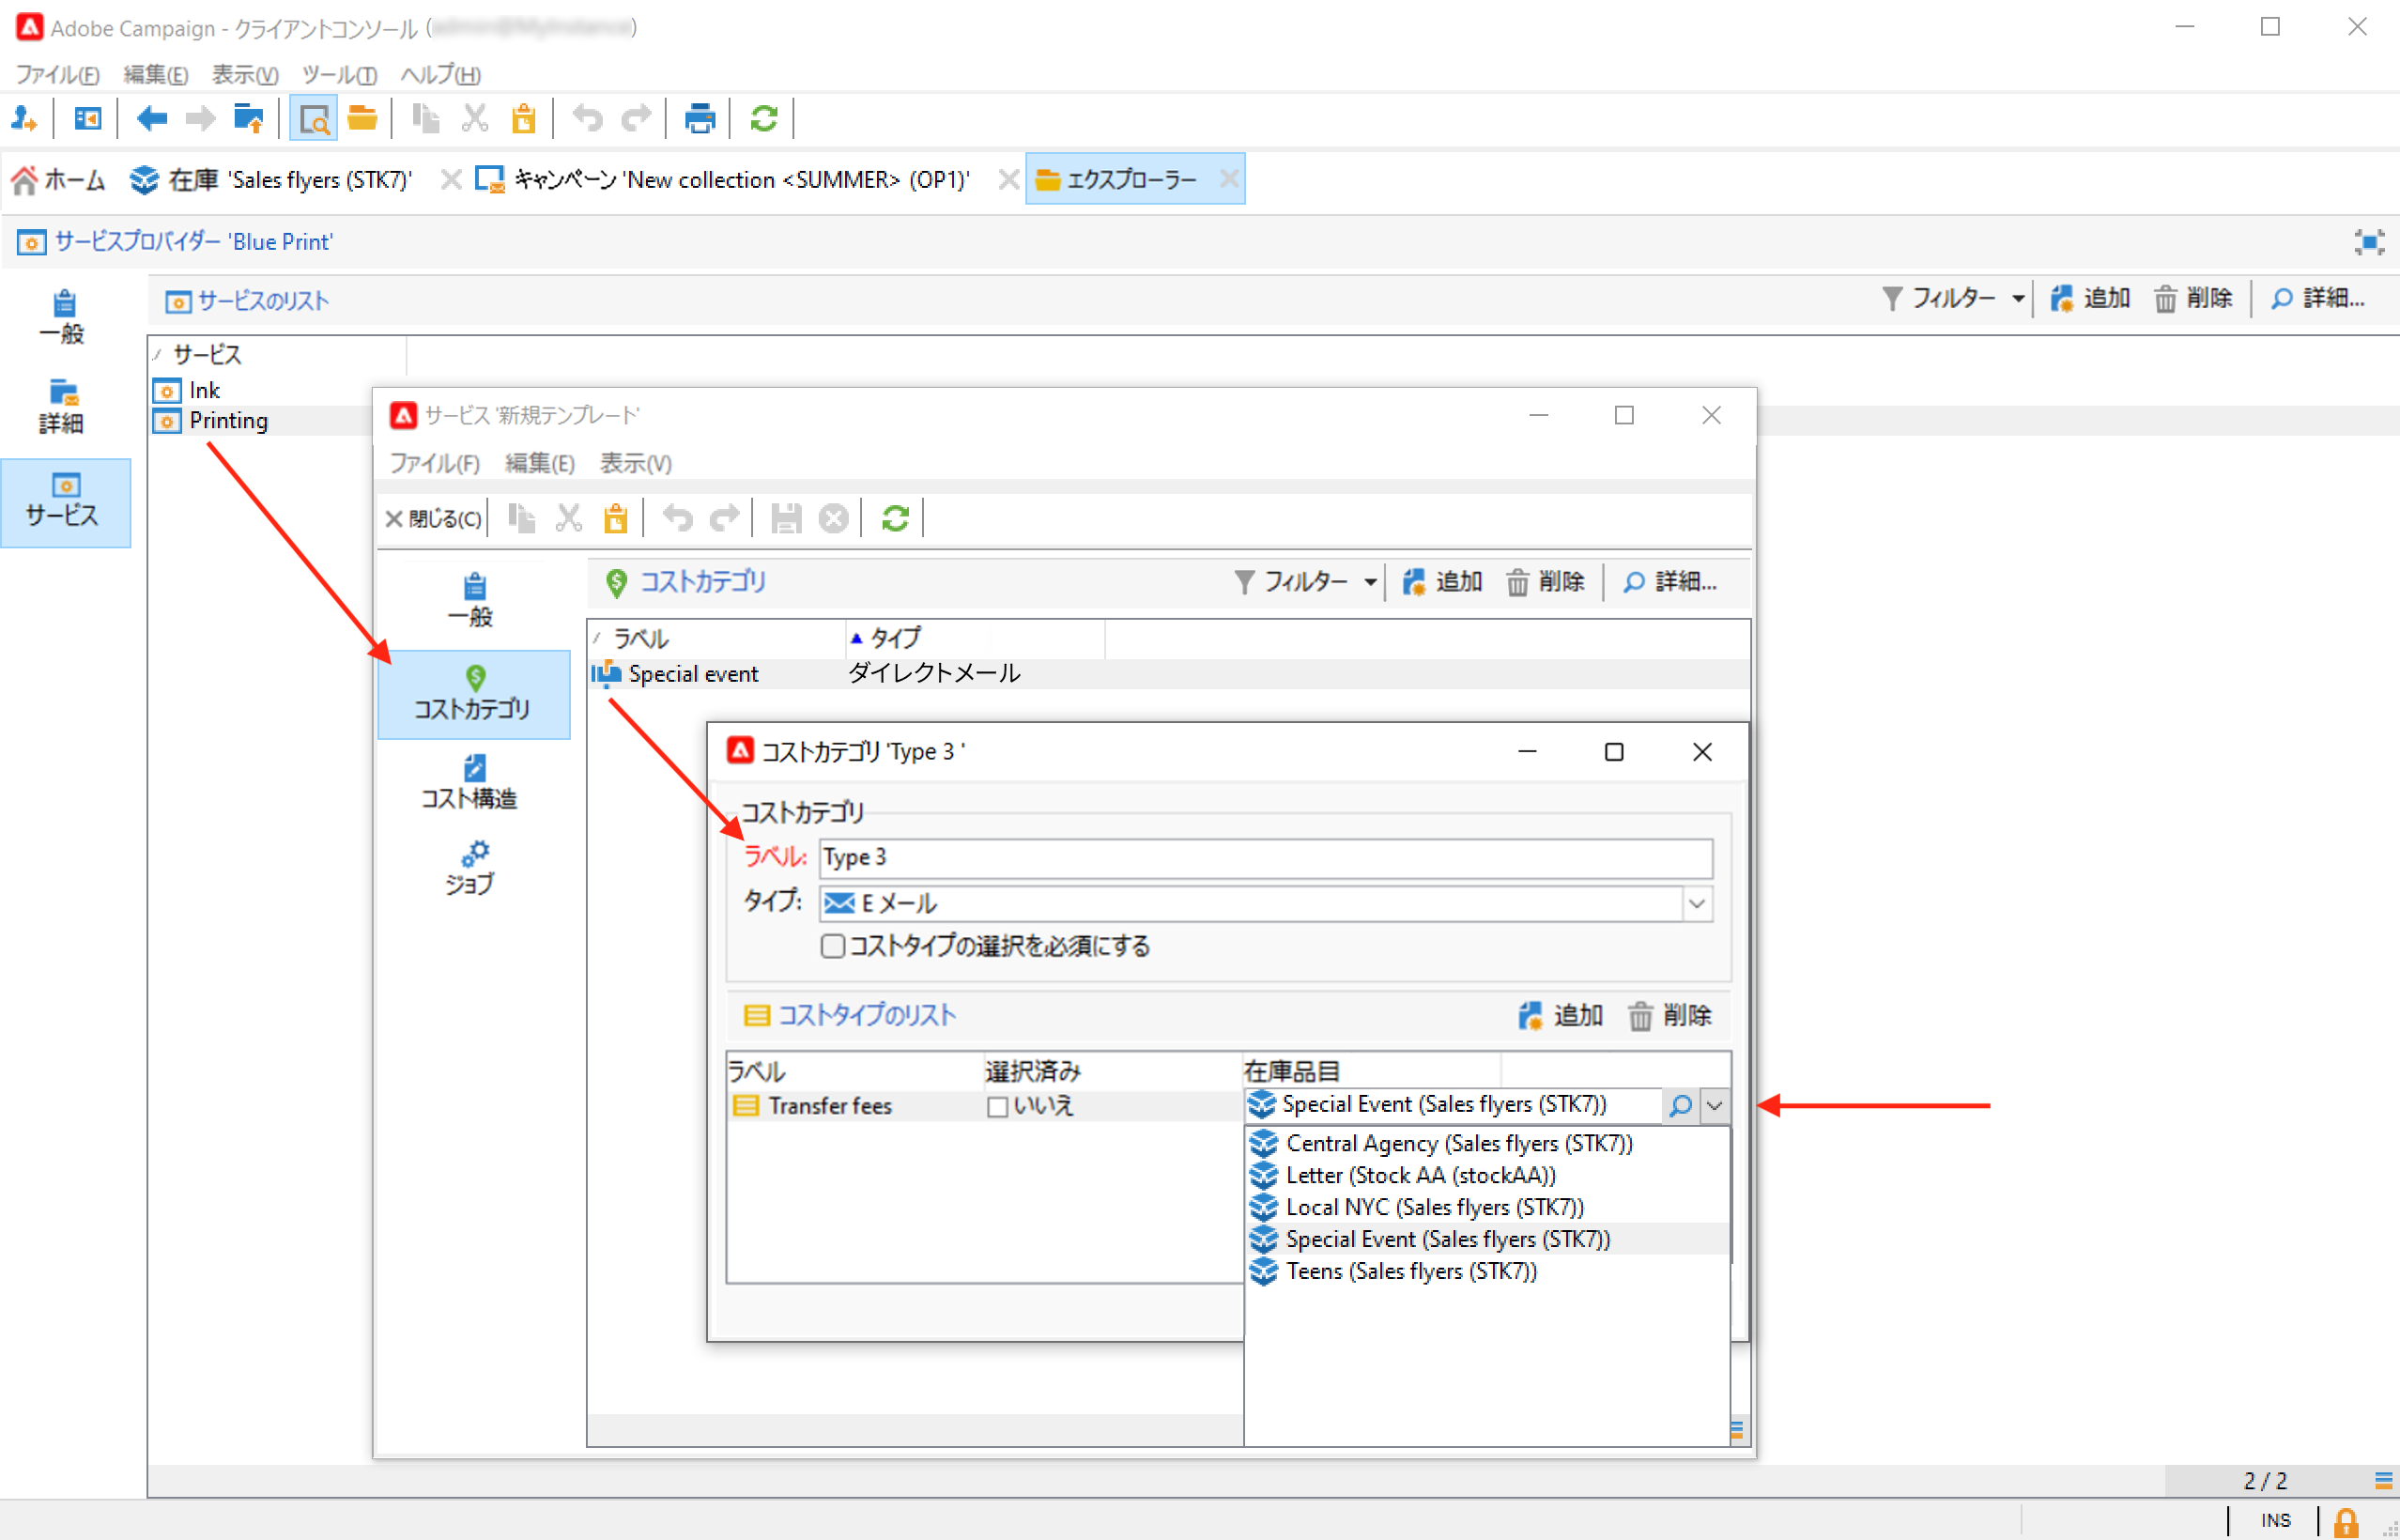 Adobe Campaign - クライアントコンソール ( )
ファイル(F) 編集(E) 表示(V) ツール(T) ヘルプ(H)
ホーム 在庫 'Sales flyers (STK7)' キャンペーン 'New collection <SUMMER> (OP1)' エクスプローラー
サービスプロバイダー 'Blue Print'
一般
詳細
サービス
サービスのリスト フィルター 追加 削除 詳細...
サービス
Ink
Printing
サービス '新規テンプレート'
ファイル(F) 編集(E) 表示(V)
閉じる(C)
一般
コストカテゴリ
コスト構造
ジョブ
コストカテゴリ フィルター 追加 削除 詳細...
ラベル タイプ
Special event ダイレクトメール
コストカテゴリ 'Type 3 '
コストカテゴリ
ラベル: Type 3
タイプ: E メール
コストタイプの選択を必須にする
コストタイプのリスト 追加 削除
ラベル 選択済み 在庫品目
Transfer fees いいえ Special Event (Sales flyers (STK7))
Central Agency (Sales flyers (STK7))
Letter (Stock AA (stockAA))
Local NYC (Sales flyers (STK7))
Special Event (Sales flyers (STK7))
Teens (Sales flyers (STK7))
2 / 2
INS